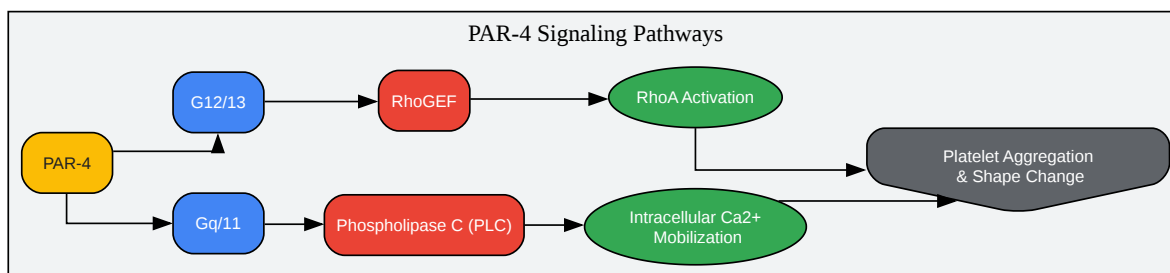 PAR-4 Signaling Pathways
PAR-4
G12/13
RhoGEF
RhoA Activation
Gq/11
Phospholipase C (PLC)
Intracellular Ca2+
Mobilization
Platelet Aggregation
& Shape Change